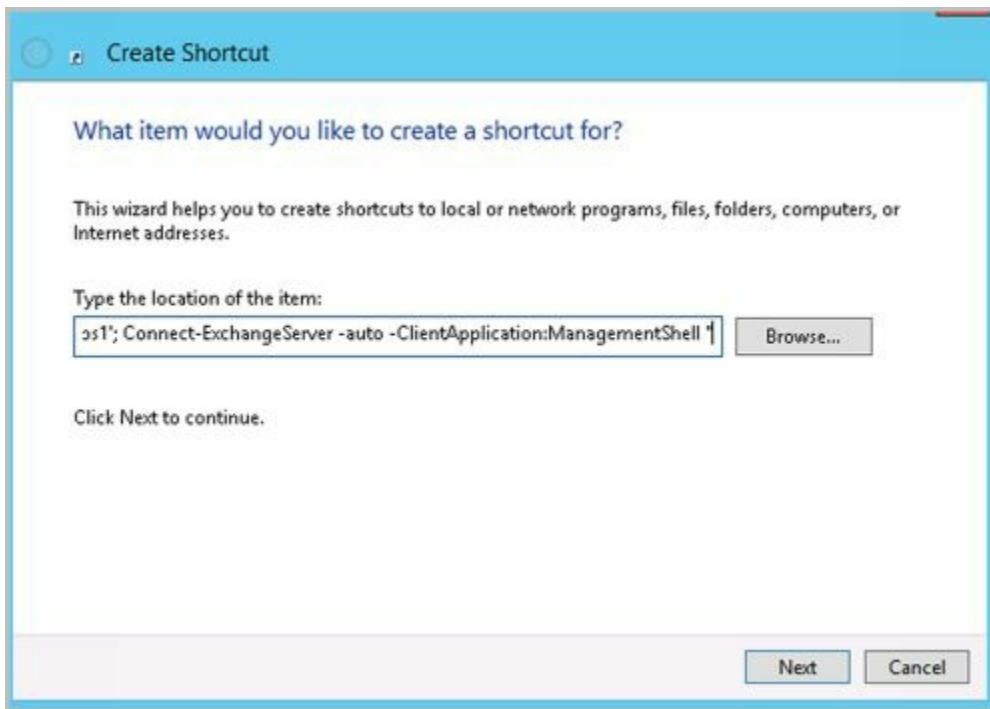 Create Shortcut
What item would you like to create a shortcut for?
This wizard helps you to create shortcuts to local or network programs, files, folders, computers, or
Internet addresses.
Type the location of the item:
ps1'; Connect-ExchangeServer -auto -ClientApplication:ManagementShell "
Browse...
Click Next to continue.
Next
Cancel